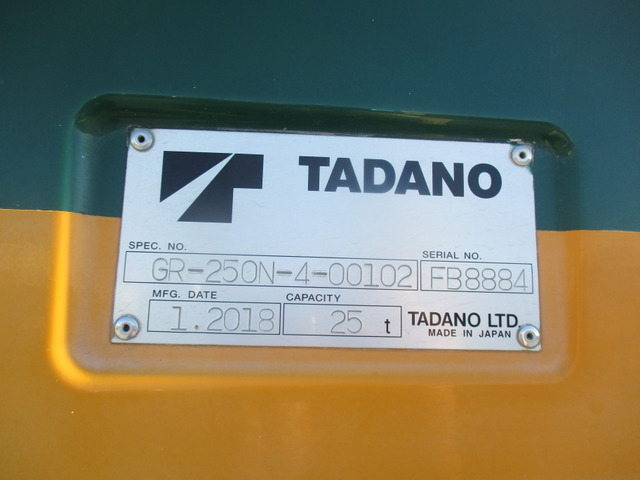 TADANO
SPEC. NO. SERIAL NO.
GR-250N-4-00102 FB8884
MFG. DATE CAPACITY
1.2018 25 t TADANO LTD.
MADE IN JAPAN